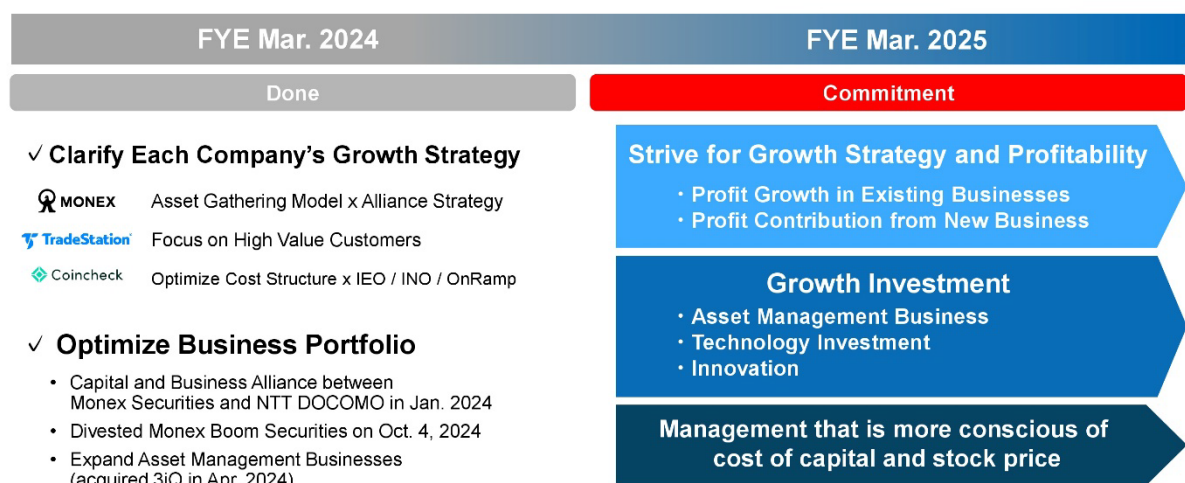 FYE Mar. 2024
FYE Mar. 2025
Done
Commitment
✓ Clarify Each Company's Growth Strategy
MONEX Asset Gathering Model x Alliance Strategy
TradeStation Focus on High Value Customers
Coincheck Optimize Cost Structure x IEO / INO / OnRamp
✓ Optimize Business Portfolio
• Capital and Business Alliance between
Monex Securities and NTT DOCOMO in Jan. 2024
• Divested Monex Boom Securities on Oct. 4, 2024
• Expand Asset Management Businesses
(acquired 3iQ in Apr. 2024)
Strive for Growth Strategy and Profitability
・Profit Growth in Existing Businesses
・Profit Contribution from New Business
Growth Investment
・Asset Management Business
・Technology Investment
・Innovation
Management that is more conscious of
cost of capital and stock price